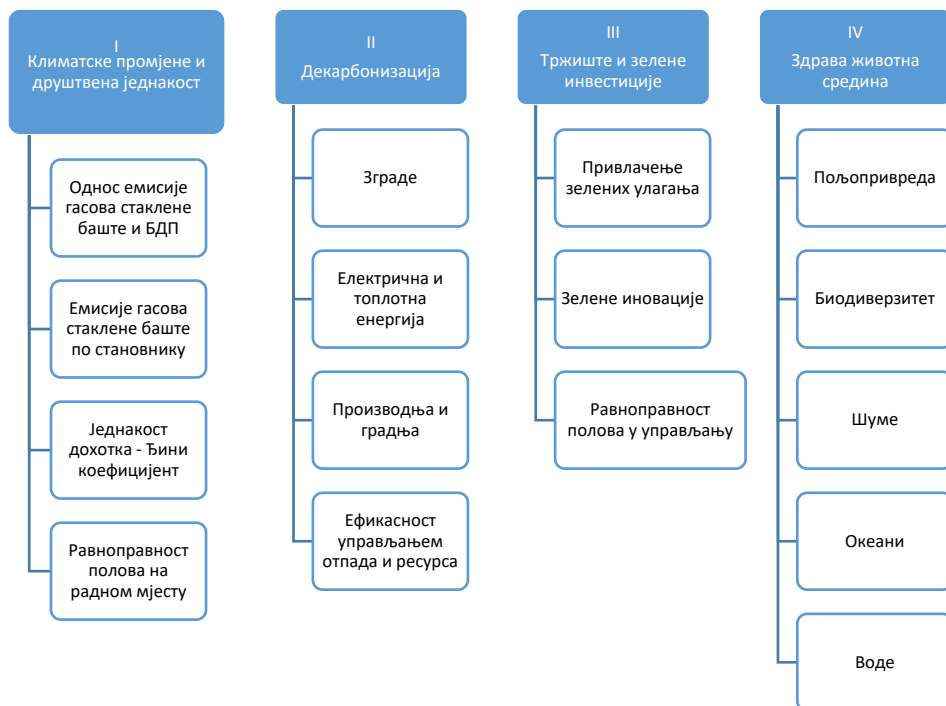 I
Климатске промјене и
друштвена једнакост
Однос емисије
гасова стаклене
баште и БДП
Емисије гасова
стаклене баште
по становнику
Једнакост
дохотка - Ђини
коефицијент
Равноправност
полова на
радном мјесту
II
Декарбонизација
Зграде
Електрична и
топлотна
енергија
Производња и
градња
Ефикасност
управљањем
отпада и ресурса
III
Тржиште и зелене
инвестиције
Привлачење
зелених улагања
Зелене иновације
Равноправност
полова у управљању
IV
Здрава животна
средина
Пољопривреда
Биодиверзитет
Шуме
Океани
Воде